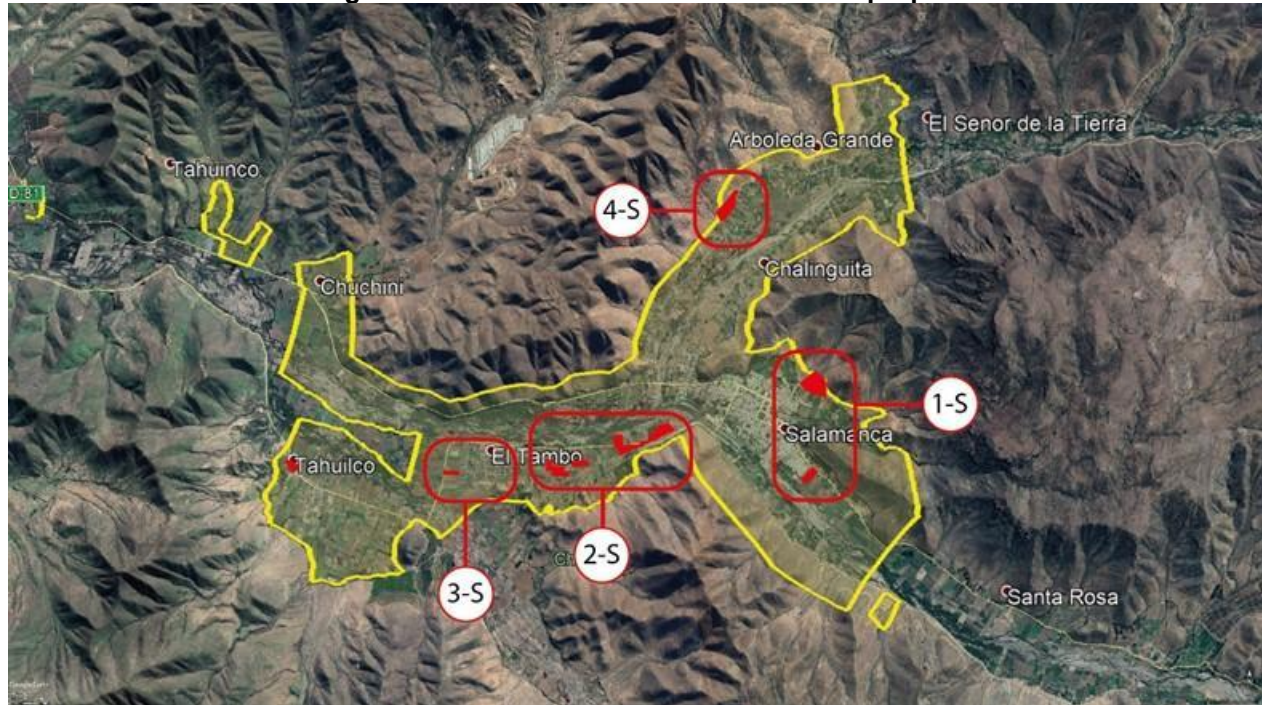 El Senor de la Tierra
Arboleda Grande
Tahuinco
D 81
4-S
Chalinguita
Chuchini
1-S
Salamanca
El Tambo
Tahuilco
2-S
3-S
Santa Rosa